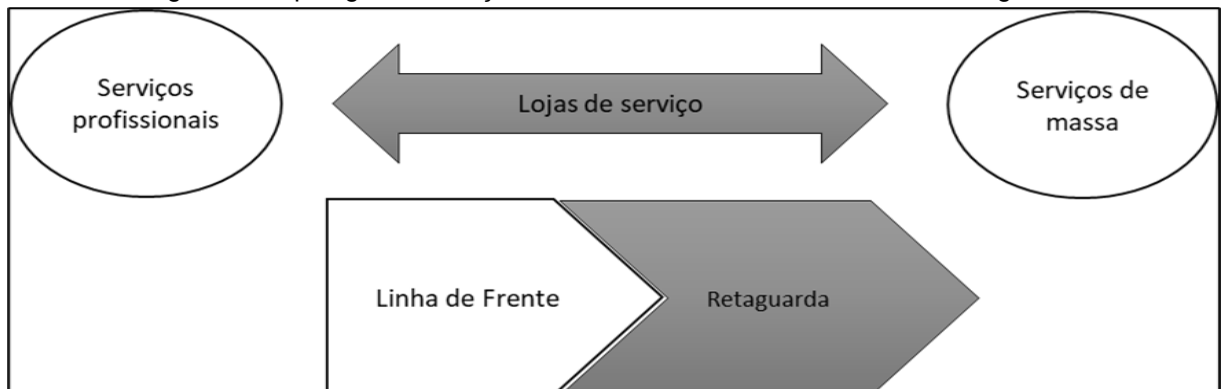 Serviços
profissionais
Lojas de serviço
Serviços de
massa
Linha de Frente
Retaguarda